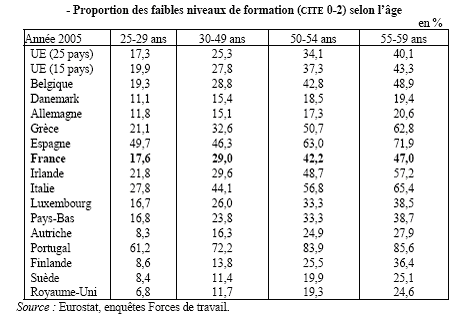 - Proportion des faibles niveaux de formation (CITE 0-2) selon l'âge
en %
Année 2005 25-29 ans 30-49 ans 50-54 ans 55-59 ans
UE (25 pays) 17,3 25,3 34,1 40,1
UE (15 pays) 19,9 27,8 37,3 43,3
Belgique 19,3 28,8 42,8 48,9
Danemark 11,1 15,4 18,5 19,4
Allemagne 11,8 15,1 17,3 20,6
Grèce 21,1 32,6 50,7 62,8
Espagne 49,7 46,3 63,0 71,9
France 17,6 29,0 42,2 47,0
Irlande 21,8 29,6 48,7 57,2
Italie 27,8 44,1 56,8 65,4
Luxembourg 16,7 26,0 33,3 38,5
Pays-Bas 16,8 23,8 33,3 38,7
Autriche 8,3 16,3 24,9 27,9
Portugal 61,2 72,2 83,9 85,6
Finlande 8,6 13,8 25,5 36,4
Suède 8,4 11,4 19,9 25,1
Royaume-Uni 6,8 11,7 19,3 24,6
Source : Eurostat, enquêtes Forces de travail.